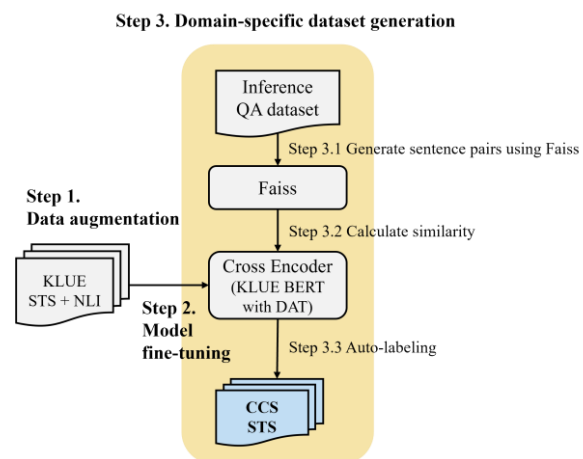 Step 3. Domain-specific dataset generation
Inference
QA dataset
Step 3.1 Generate sentence pairs using Faiss
Faiss
Step 1.
Data augmentation
Step 3.2 Calculate similarity
KLUE
STS + NLI
Cross Encoder
(KLUE BERT
with DAT)
Step 2.
Model
fine-tuning
Step 3.3 Auto-labeling
CCS
STS